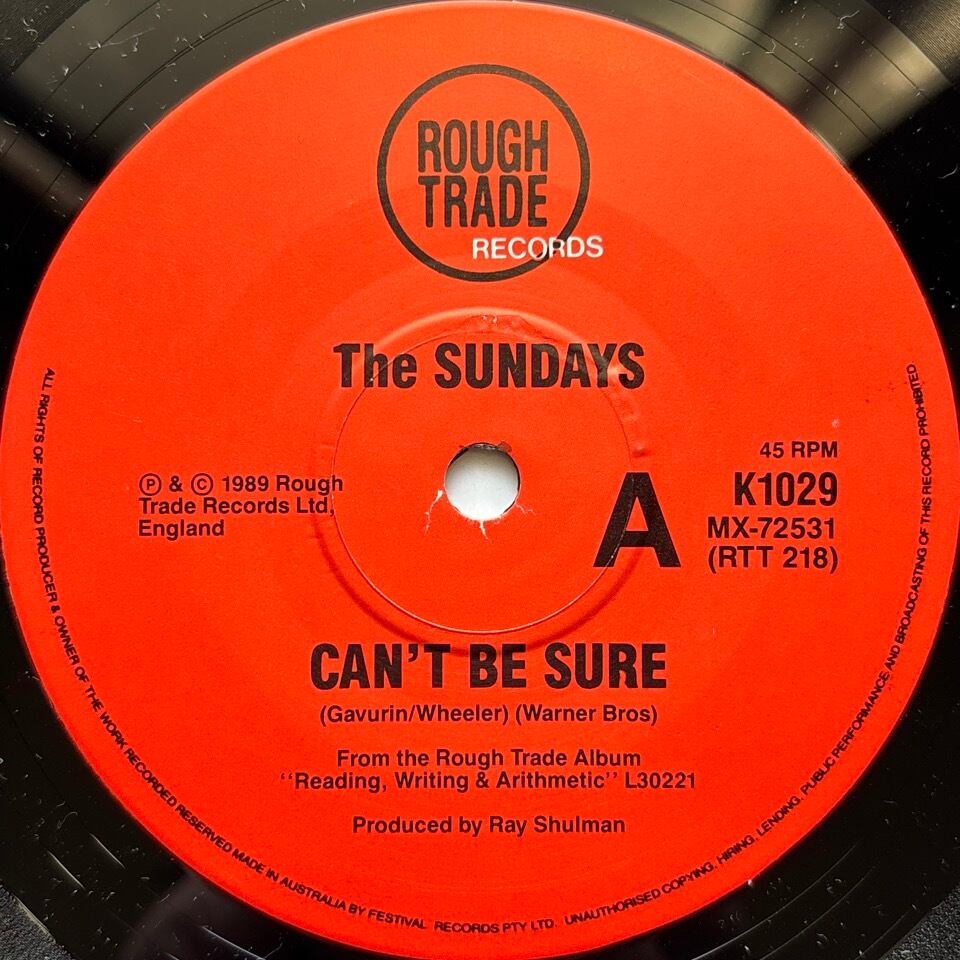 ROUGH
TRADE
RECORDS
The SUNDAYS
45 RPM
K1029
MX-72531
(RTT 218)
A
Ⓟ & © 1989 Rough
Trade Records Ltd,
England
CAN'T BE SURE
(Gavurin/Wheeler) (Warner Bros)
From the Rough Trade Album
"Reading, Writing & Arithmetic" L30221
Produced by Ray Shulman
ALL RIGHTS OF RECORD PRODUCER & OWNER OF THE WORK RECORDED RESERVED MADE IN AUSTRALIA BY FESTIVAL RECORDS PTY LTD. UNAUTHORISED COPYING, HIRING, LENDING, PUBLIC PERFORMANCE AND BROADCASTING OF THIS RECORD PROHIBITED